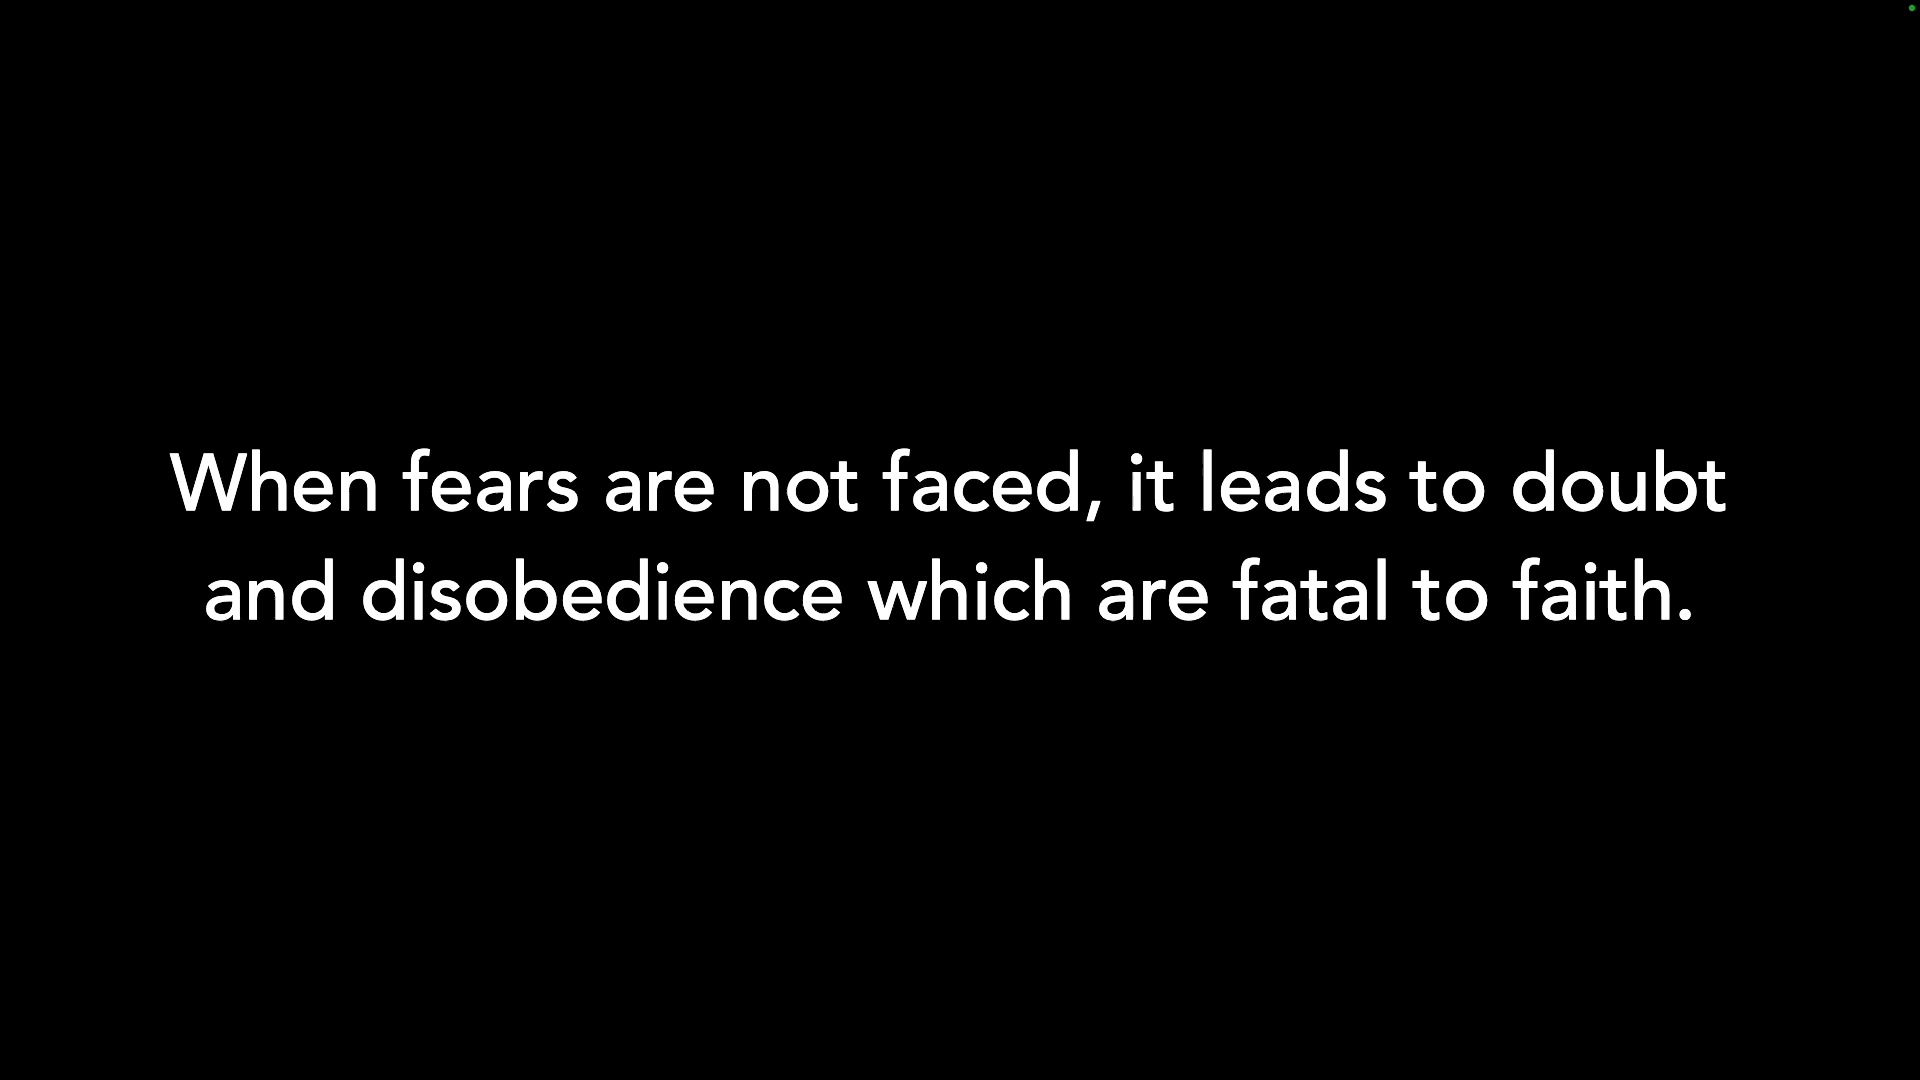 When fears are not faced, it leads to doubt
and disobedience which are fatal to faith.